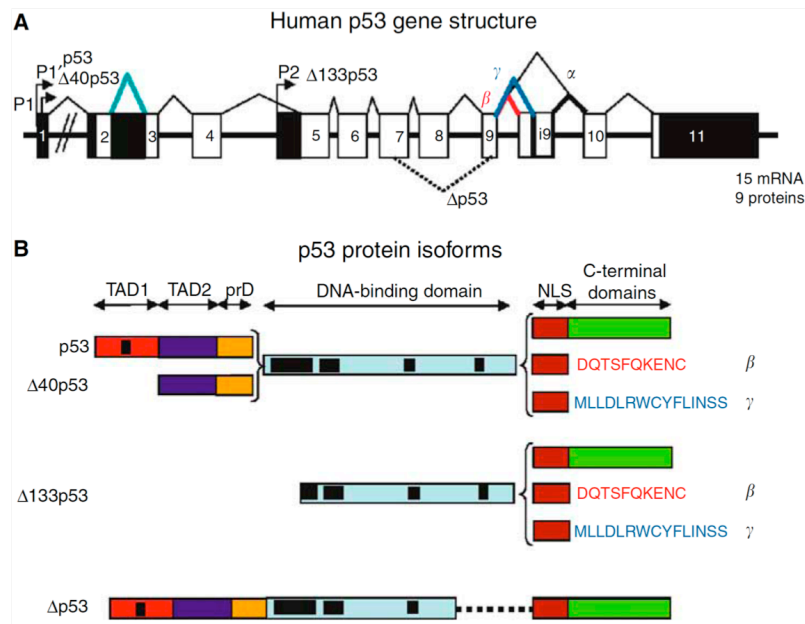 A
Human p53 gene structure
P1′ p53
Δ40p53
P1
P2
Δ133p53
γ
β
α
1
2
3
4
5
6
7
8
9
i9
10
11
Δp53
15 mRNA
9 proteins
B
p53 protein isoforms
TAD1
TAD2
prD
DNA-binding domain
NLS
C-terminal
domains
p53
Δ40p53
DQTSFQKENC β
MLLDLRWCYFLINSS γ
Δ133p53
DQTSFQKENC β
MLLDLRWCYFLINSS γ
Δp53